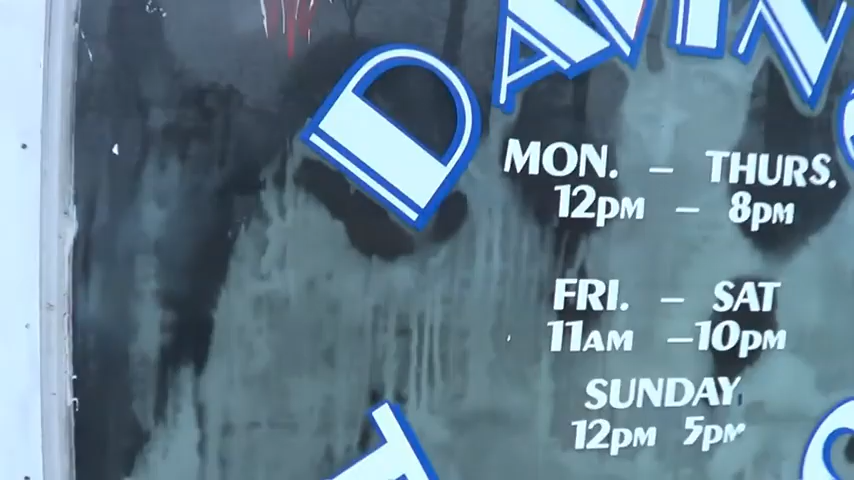 MON. – THURS.
12PM – 8PM
FRI. – SAT
11AM –10PM
SUNDAY
12PM 5PM